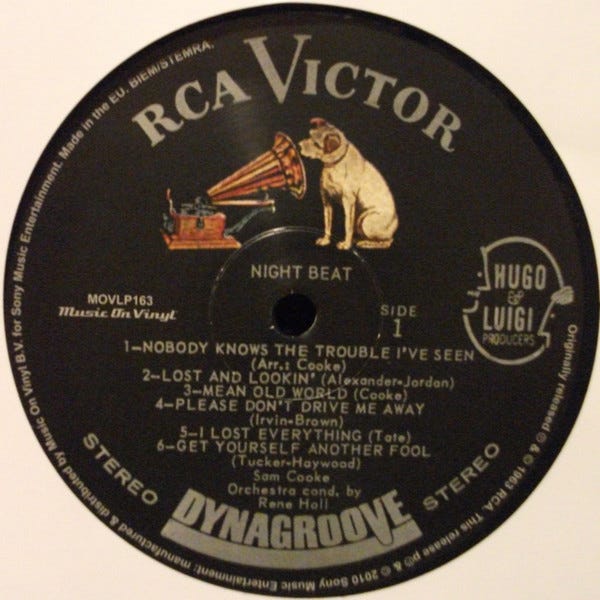 RCA VICTOR
NIGHT BEAT
MOVLP163
Music On Vinyl
SIDE
1
HUGO
&
LUIGI
PRODUCERS
1—NOBODY KNOWS THE TROUBLE I'VE SEEN
(Arr.: Cooke)
2—LOST AND LOOKIN' (Alexander-Jordan)
3—MEAN OLD WORLD (Cooke)
4—PLEASE DON'T DRIVE ME AWAY
(Irvin-Brown)
5—I LOST EVERYTHING (Tate)
6—GET YOURSELF ANOTHER FOOL
(Tucker-Haywood)
Sam Cooke
Orchestra cond. by
Rene Hall
STEREO
STEREO
DYNAGROOVE
Music Entertainment: manufactured & distributed by Music On Vinyl B.V. for Sony Music Entertainment. Made in the EU. BIEM/STEMRA.
Originally released ℗ & © 1963 RCA. This release ℗ & © 2010 Sony